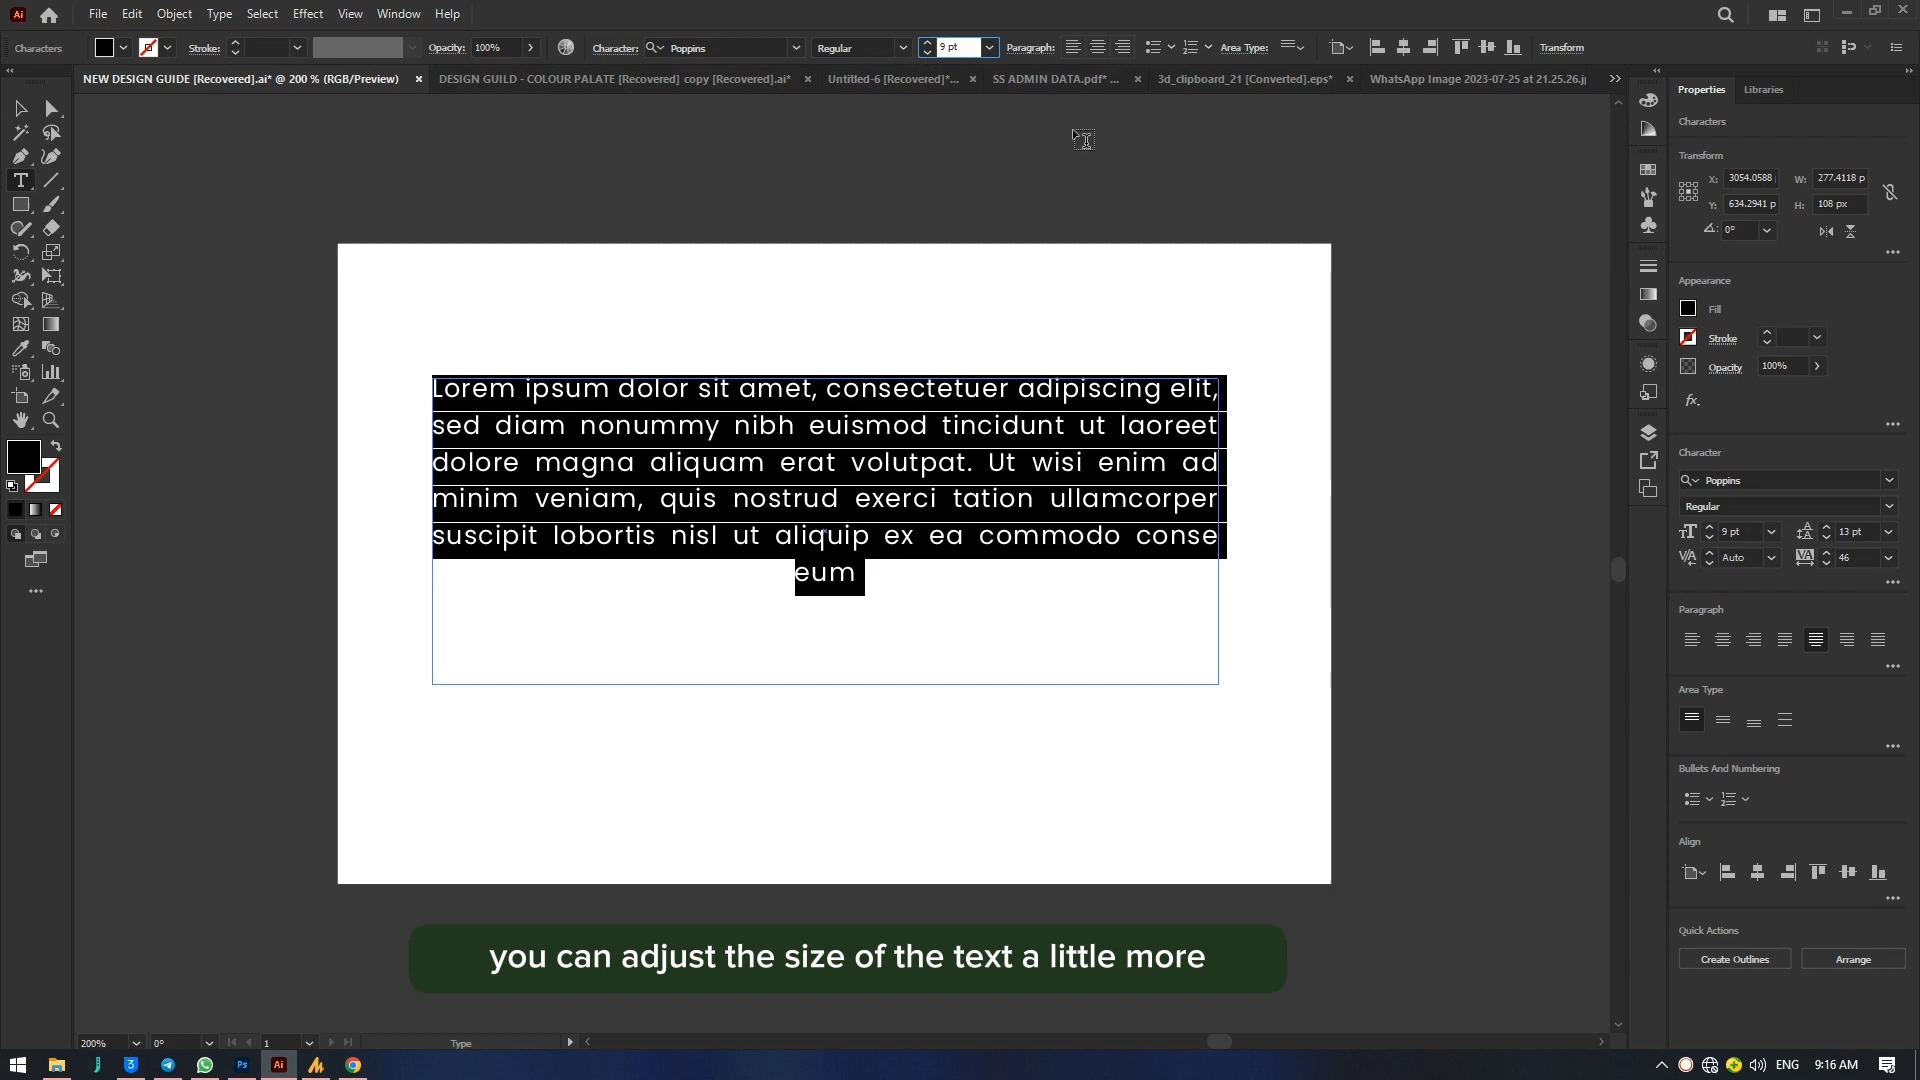 Ai File Edit Object Type Select Effect View Window Help
Characters Stroke: Opacity: 100% Character: Poppins Regular 9 pt Paragraph: Area Type: Transform
NEW DESIGN GUIDE [Recovered].ai* @ 200 % (RGB/Preview) × DESIGN GUILD - COLOUR PALATE [Recovered] copy [Recovered].ai* × Untitled-6 [Recovered]*... × SS ADMIN DATA.pdf* ... × 3d_clipboard_21 [Converted].eps* × WhatsApp Image 2023-07-25 at 21.25.26.j
Properties Libraries
Characters
Transform
X: 3054.0588 W: 277.4118 p
Y: 634.2941 p H: 108 px
0°
Appearance
Fill
Stroke
Opacity 100%
fx.
Character
Poppins
Regular
9 pt 13 pt
Auto 46
Paragraph
Area Type
Bullets And Numbering
Align
Quick Actions
Create Outlines Arrange
Lorem ipsum dolor sit amet, consectetuer adipiscing elit,
sed diam nonummy nibh euismod tincidunt ut laoreet
dolore magna aliquam erat volutpat. Ut wisi enim ad
minim veniam, quis nostrud exerci tation ullamcorper
suscipit lobortis nisl ut aliquip ex ea commodo conse
eum
you can adjust the size of the text a little more
200% 0° 1 Type
Ps Ai ENG 9:16 AM